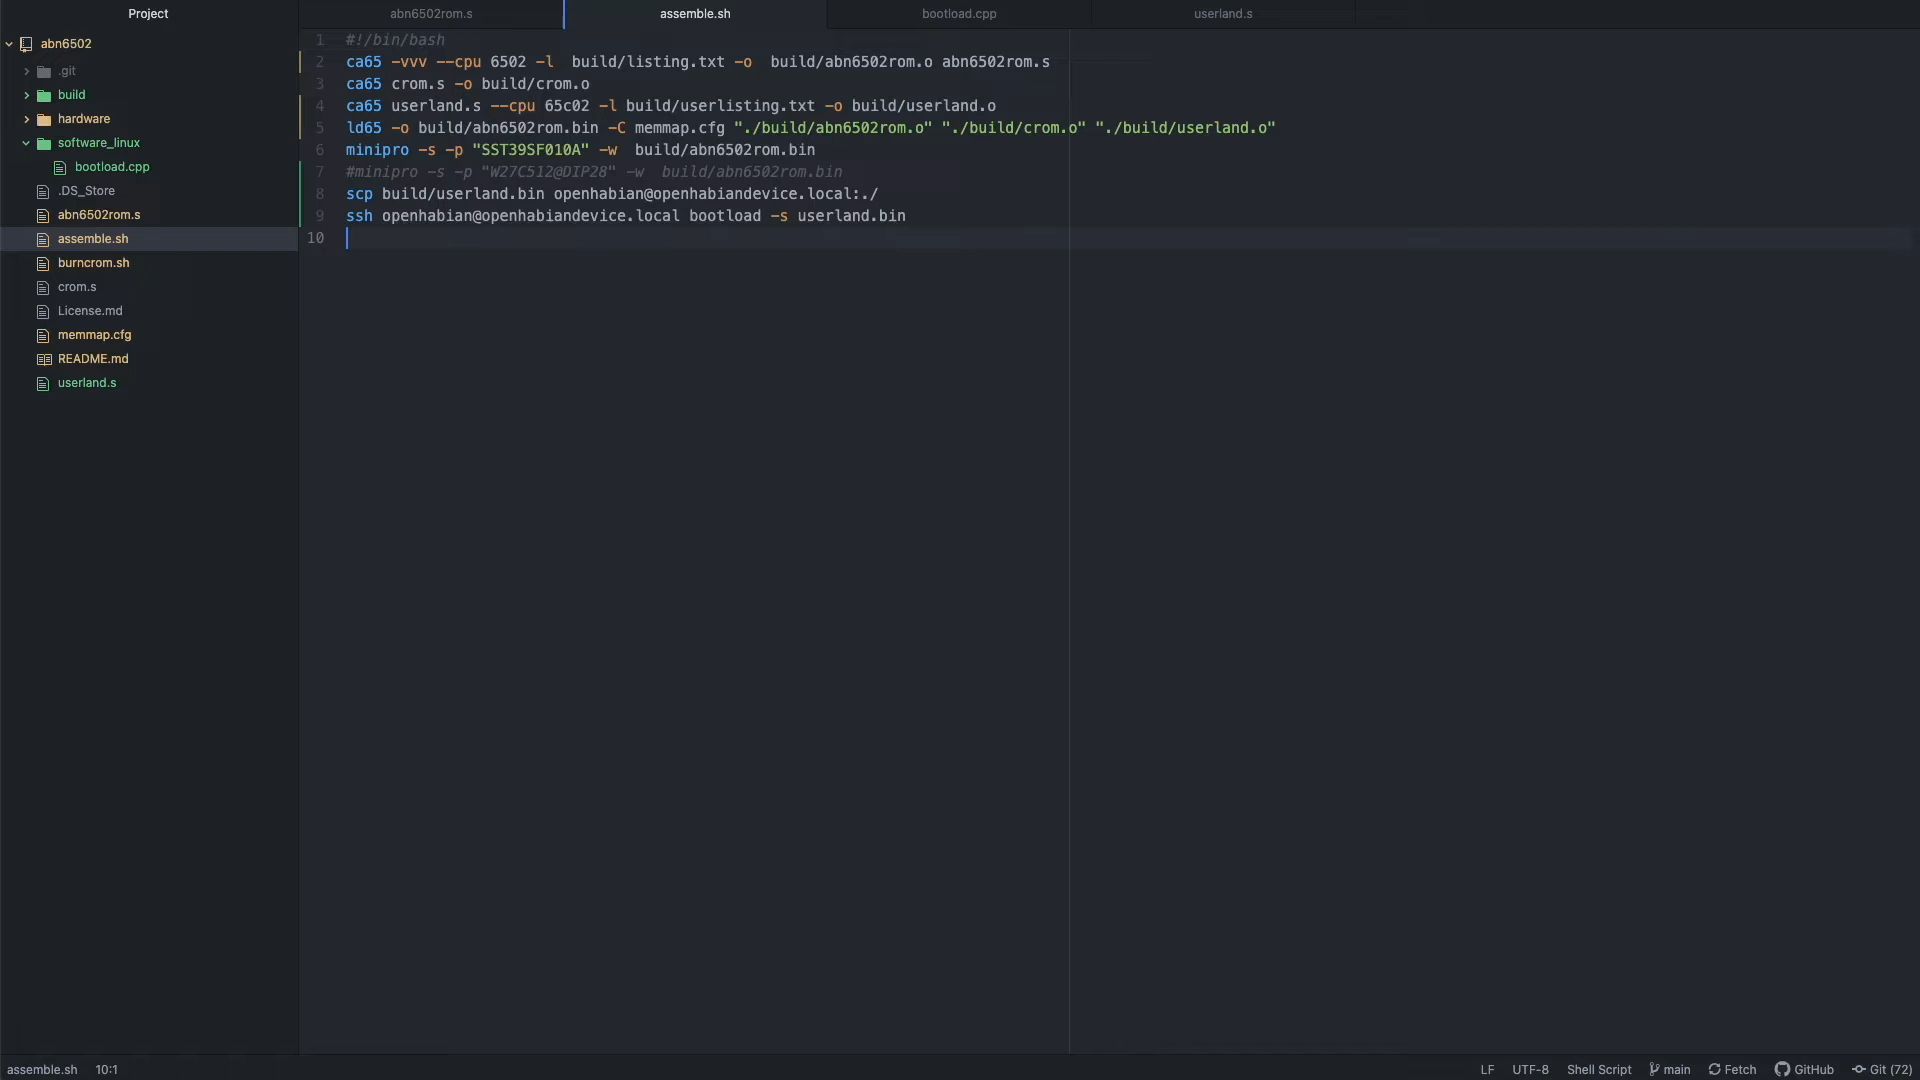 Project
abn6502
.git
build
hardware
software_linux
bootload.cpp
.DS_Store
abn6502rom.s
assemble.sh
burncrom.sh
crom.s
License.md
memmap.cfg
README.md
userland.s
abn6502rom.s assemble.sh bootload.cpp userland.s
1 #!/bin/bash
2 ca65 -vvv --cpu 6502 -l  build/listing.txt -o  build/abn6502rom.o abn6502rom.s
3 ca65 crom.s -o build/crom.o
4 ca65 userland.s --cpu 65c02 -l build/userlisting.txt -o build/userland.o
5 ld65 -o build/abn6502rom.bin -C memmap.cfg "./build/abn6502rom.o" "./build/crom.o" "./build/userland.o"
6 minipro -s -p "SST39SF010A" -w  build/abn6502rom.bin
7 #minipro -s -p "W27C512@DIP28" -w  build/abn6502rom.bin
8 scp build/userland.bin openhabian@openhabiandevice.local:./
9 ssh openhabian@openhabiandevice.local bootload -s userland.bin
10
assemble.sh 10:1 LF UTF-8 Shell Script main Fetch GitHub Git (72)